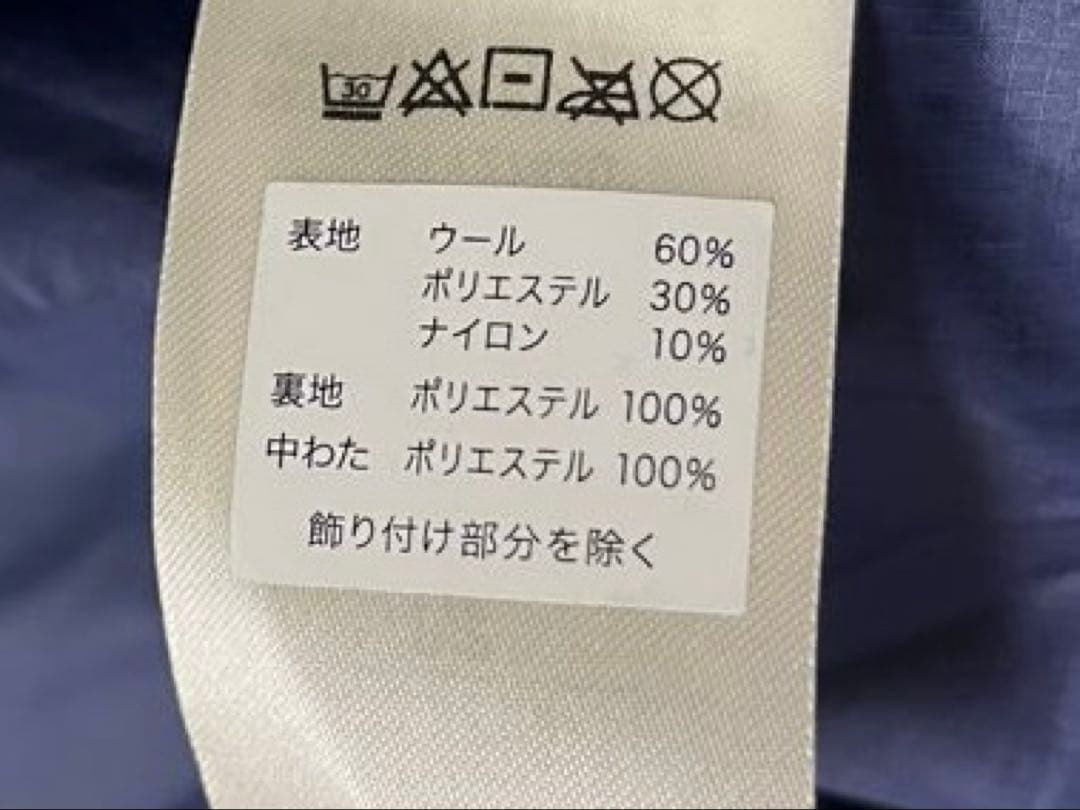 30
表地 ウール 60%
ポリエステル 30%
ナイロン 10%
裏地 ポリエステル 100%
中わた ポリエステル 100%
飾り付け部分を除く